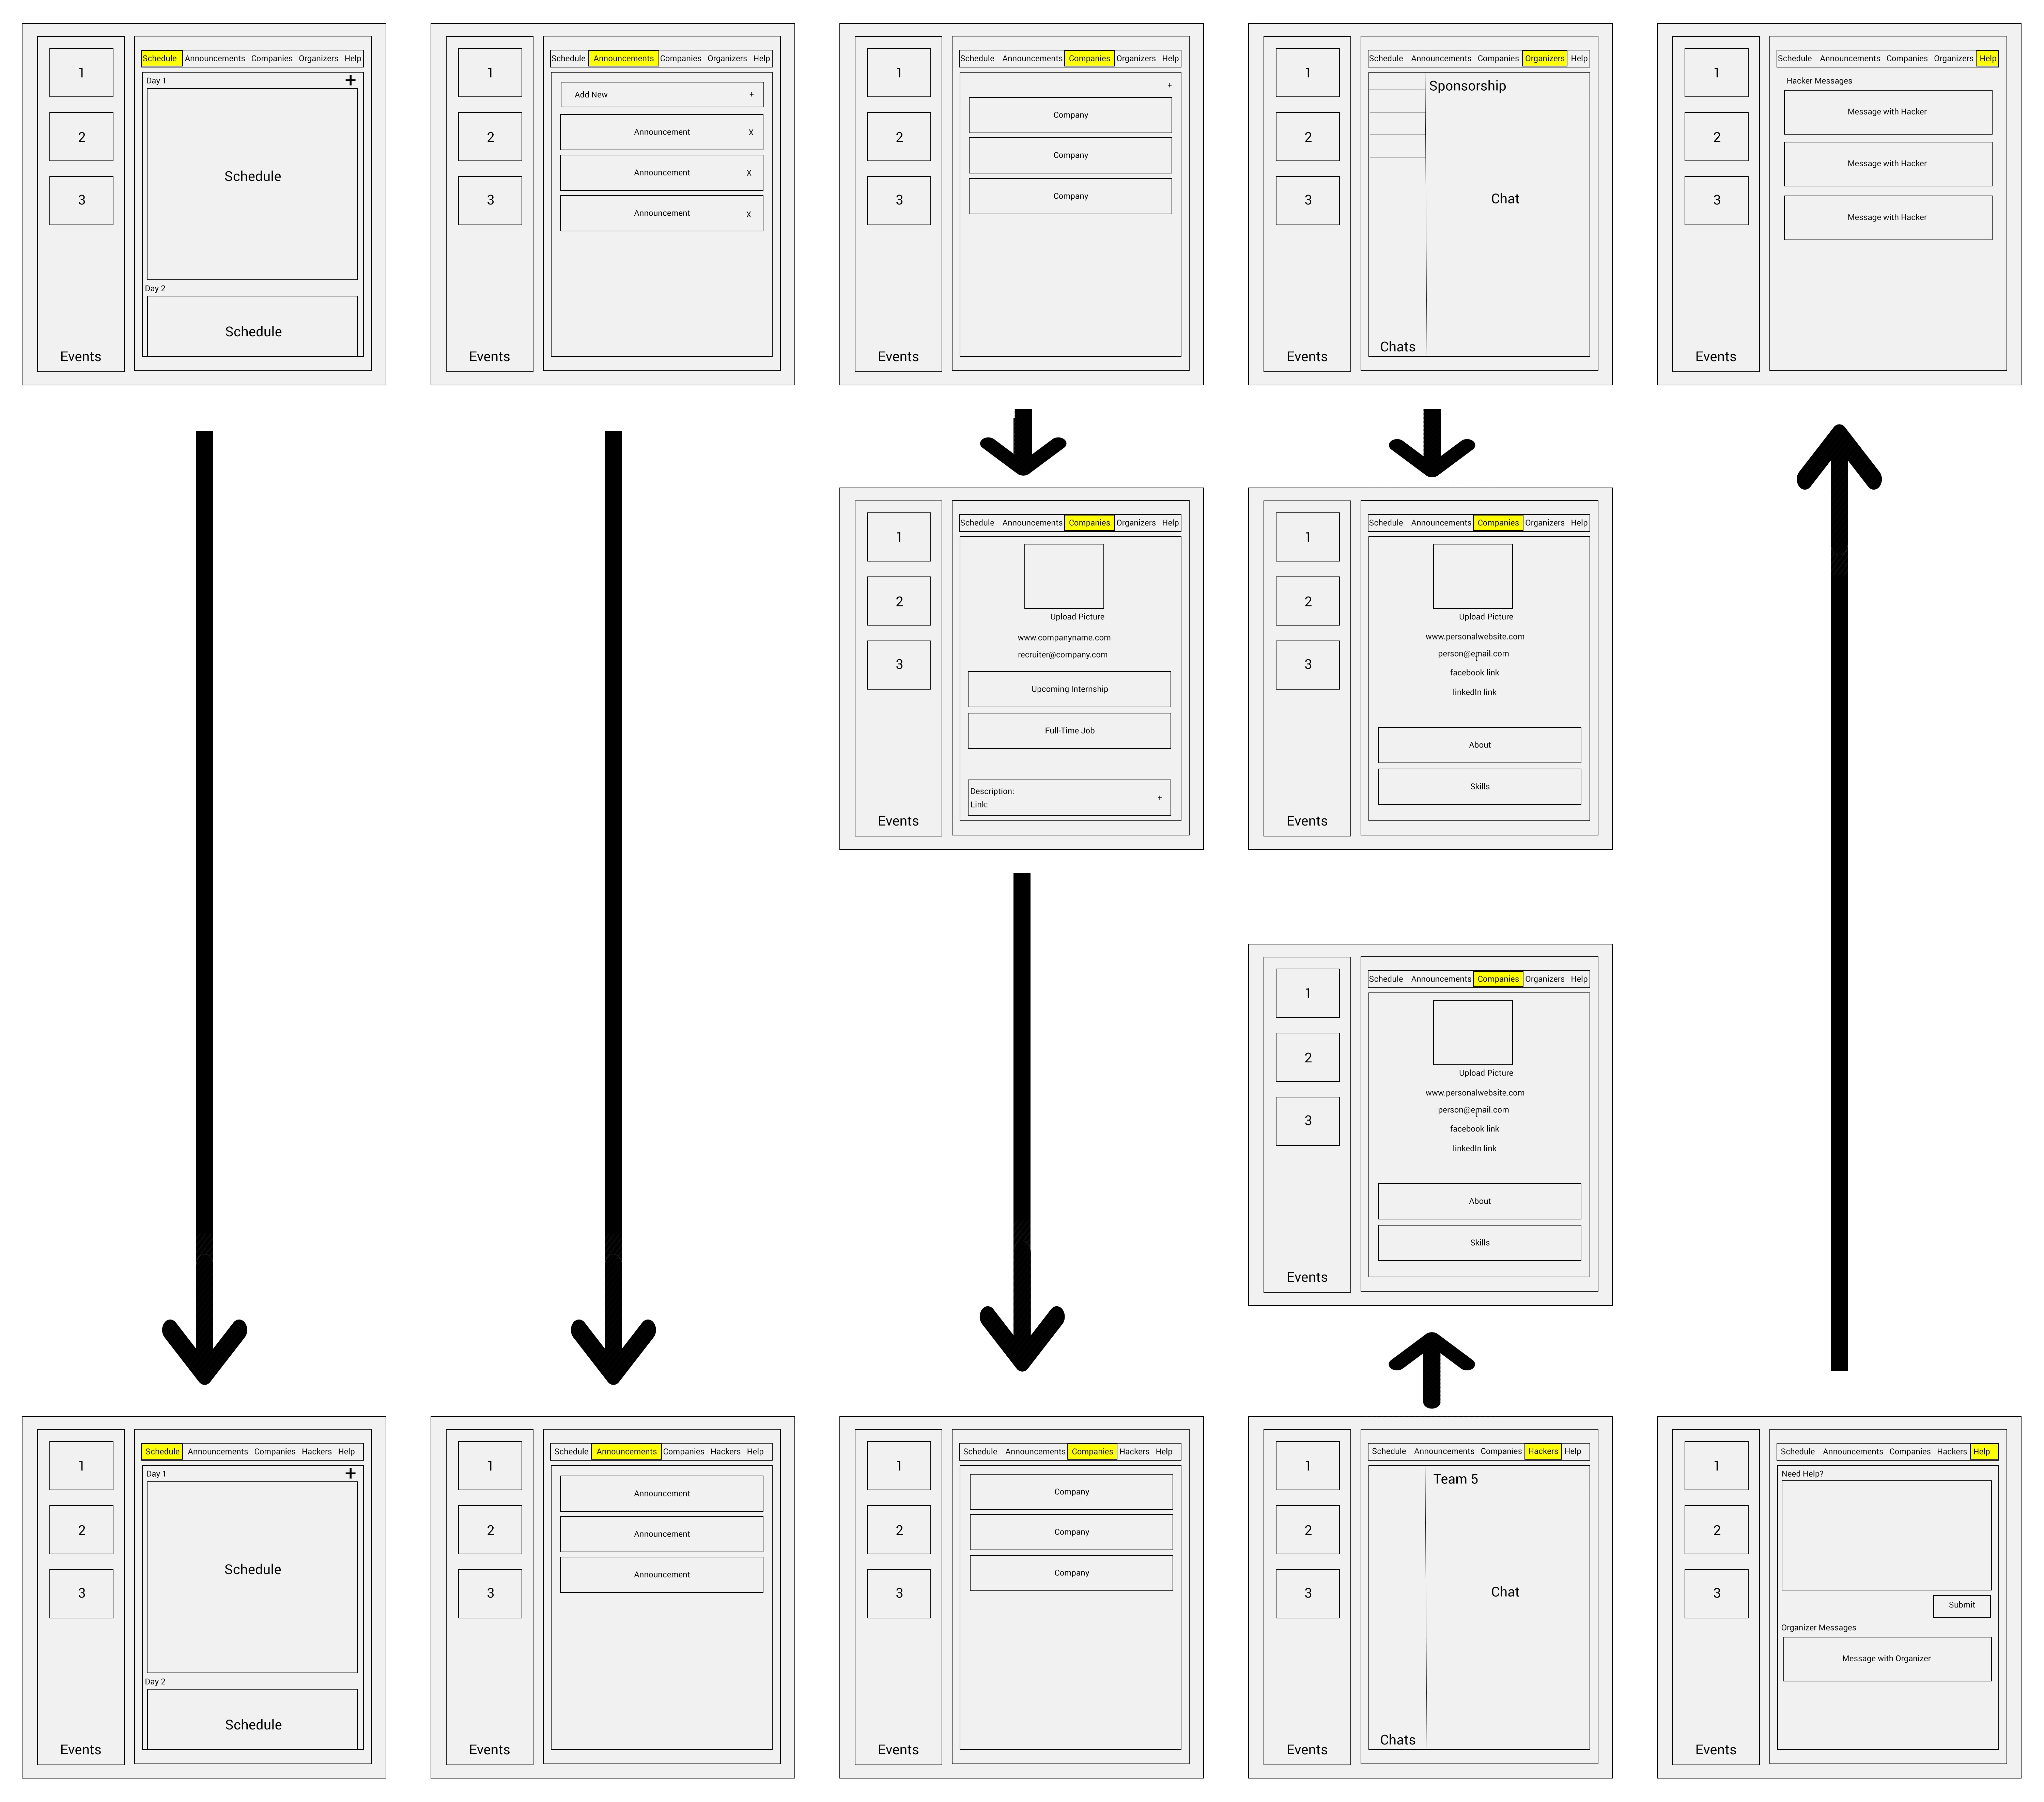 1
2
3
Events
Schedule Announcements Companies Organizers Help
Day 1 +
Schedule
Day 2
Schedule
1
2
3
Events
Schedule Announcements Companies Organizers Help
Add New +
Announcement X
Announcement X
Announcement X
1
2
3
Events
Schedule Announcements Companies Organizers Help
+
Company
Company
Company
1
2
3
Events
Schedule Announcements Companies Organizers Help
Sponsorship
Chat
Chats
1
2
3
Events
Schedule Announcements Companies Organizers Help
Hacker Messages
Message with Hacker
Message with Hacker
Message with Hacker
1
2
3
Events
Schedule Announcements Companies Organizers Help
Upload Picture
www.companyname.com
recruiter@company.com
Upcoming Internship
Full-Time Job
Description:
Link: +
1
2
3
Events
Schedule Announcements Companies Organizers Help
Upload Picture
www.personalwebsite.com
person@email.com
facebook link
linkedIn link
About
Skills
1
2
3
Events
Schedule Announcements Companies Organizers Help
Upload Picture
www.personalwebsite.com
person@email.com
facebook link
linkedIn link
About
Skills
1
2
3
Events
Schedule Announcements Companies Hackers Help
Day 1 +
Schedule
Day 2
Schedule
1
2
3
Events
Schedule Announcements Companies Hackers Help
Announcement
Announcement
Announcement
1
2
3
Events
Schedule Announcements Companies Hackers Help
Company
Company
Company
1
2
3
Events
Schedule Announcements Companies Hackers Help
Team 5
Chat
Chats
1
2
3
Events
Schedule Announcements Companies Hackers Help
Need Help?
Submit
Organizer Messages
Message with Organizer